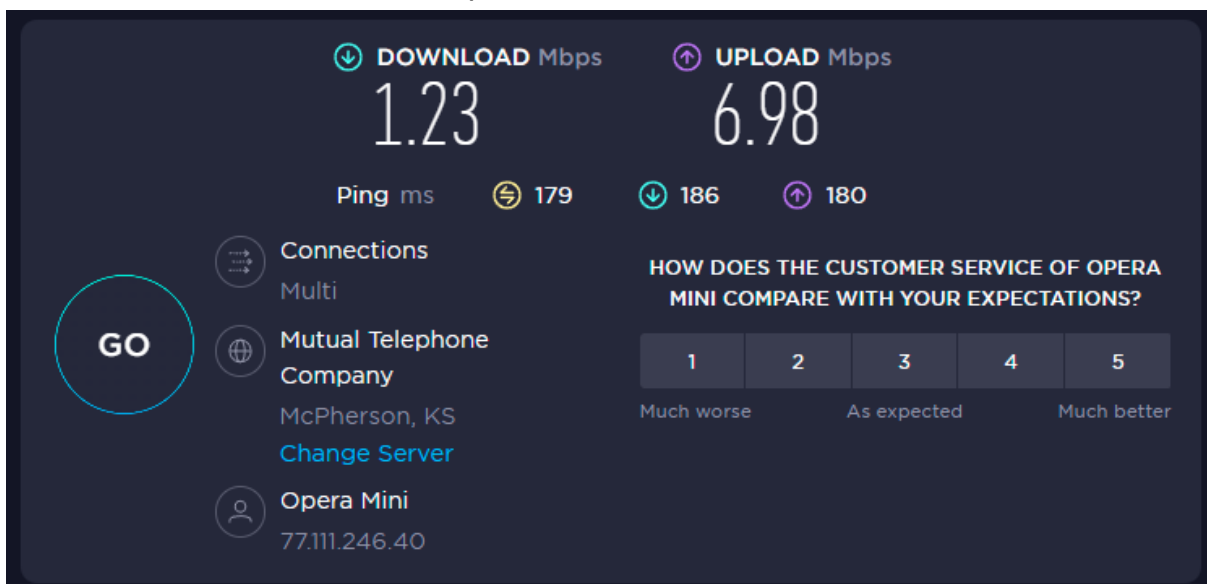 DOWNLOAD Mbps
UPLOAD Mbps
1.23
6.98
Ping ms 179 186 180
GO
Connections
Multi
Mutual Telephone
Company
McPherson, KS
Change Server
Opera Mini
77.111.246.40
HOW DOES THE CUSTOMER SERVICE OF OPERA
MINI COMPARE WITH YOUR EXPECTATIONS?
1 2 3 4 5
Much worse As expected Much better